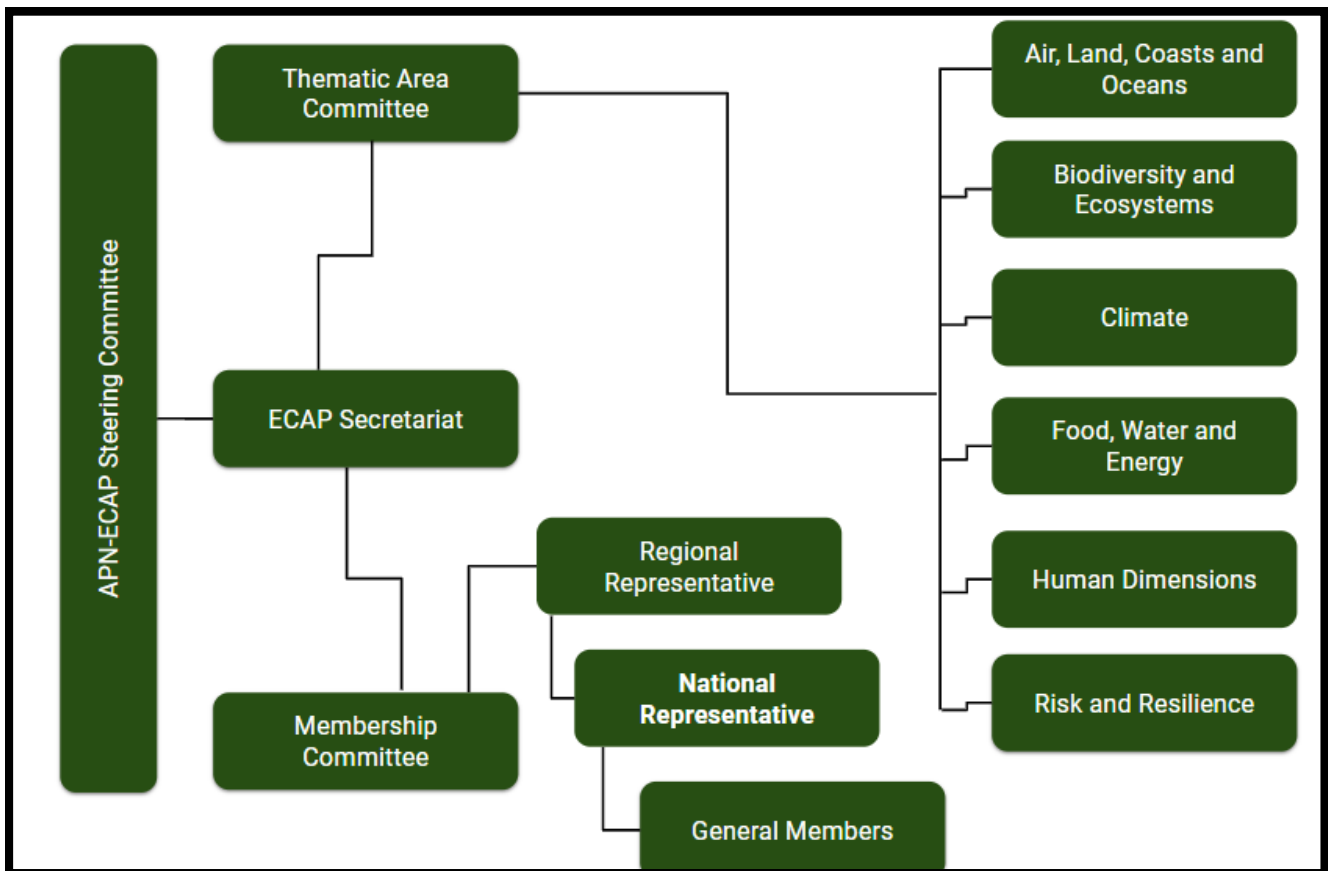 APN-ECAP Steering Committee
Thematic Area
Committee
ECAP Secretariat
Membership
Committee
Regional
Representative
National
Representative
General Members
Air, Land, Coasts and
Oceans
Biodiversity and
Ecosystems
Climate
Food, Water and
Energy
Human Dimensions
Risk and Resilience